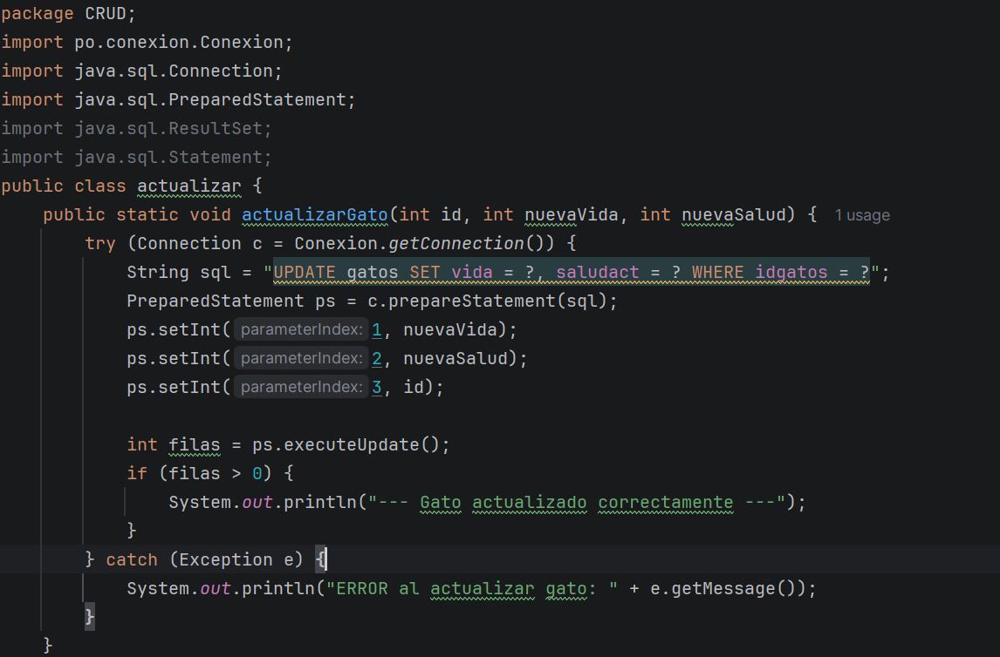 package CRUD;
import po.conexion.Conexion;
import java.sql.Connection;
import java.sql.PreparedStatement;
import java.sql.ResultSet;
import java.sql.Statement;
public class actualizar {
    public static void actualizarGato(int id, int nuevaVida, int nuevaSalud) {  1 usage
        try (Connection c = Conexion.getConnection()) {
            String sql = "UPDATE gatos SET vida = ?, saludact = ? WHERE idgatos = ?";
            PreparedStatement ps = c.prepareStatement(sql);
            ps.setInt( parameterIndex: 1, nuevaVida);
            ps.setInt( parameterIndex: 2, nuevaSalud);
            ps.setInt( parameterIndex: 3, id);

            int filas = ps.executeUpdate();
            if (filas > 0) {
                System.out.println("--- Gato actualizado correctamente ---");
            }
        } catch (Exception e) {
            System.out.println("ERROR al actualizar gato: " + e.getMessage());
        }
    }